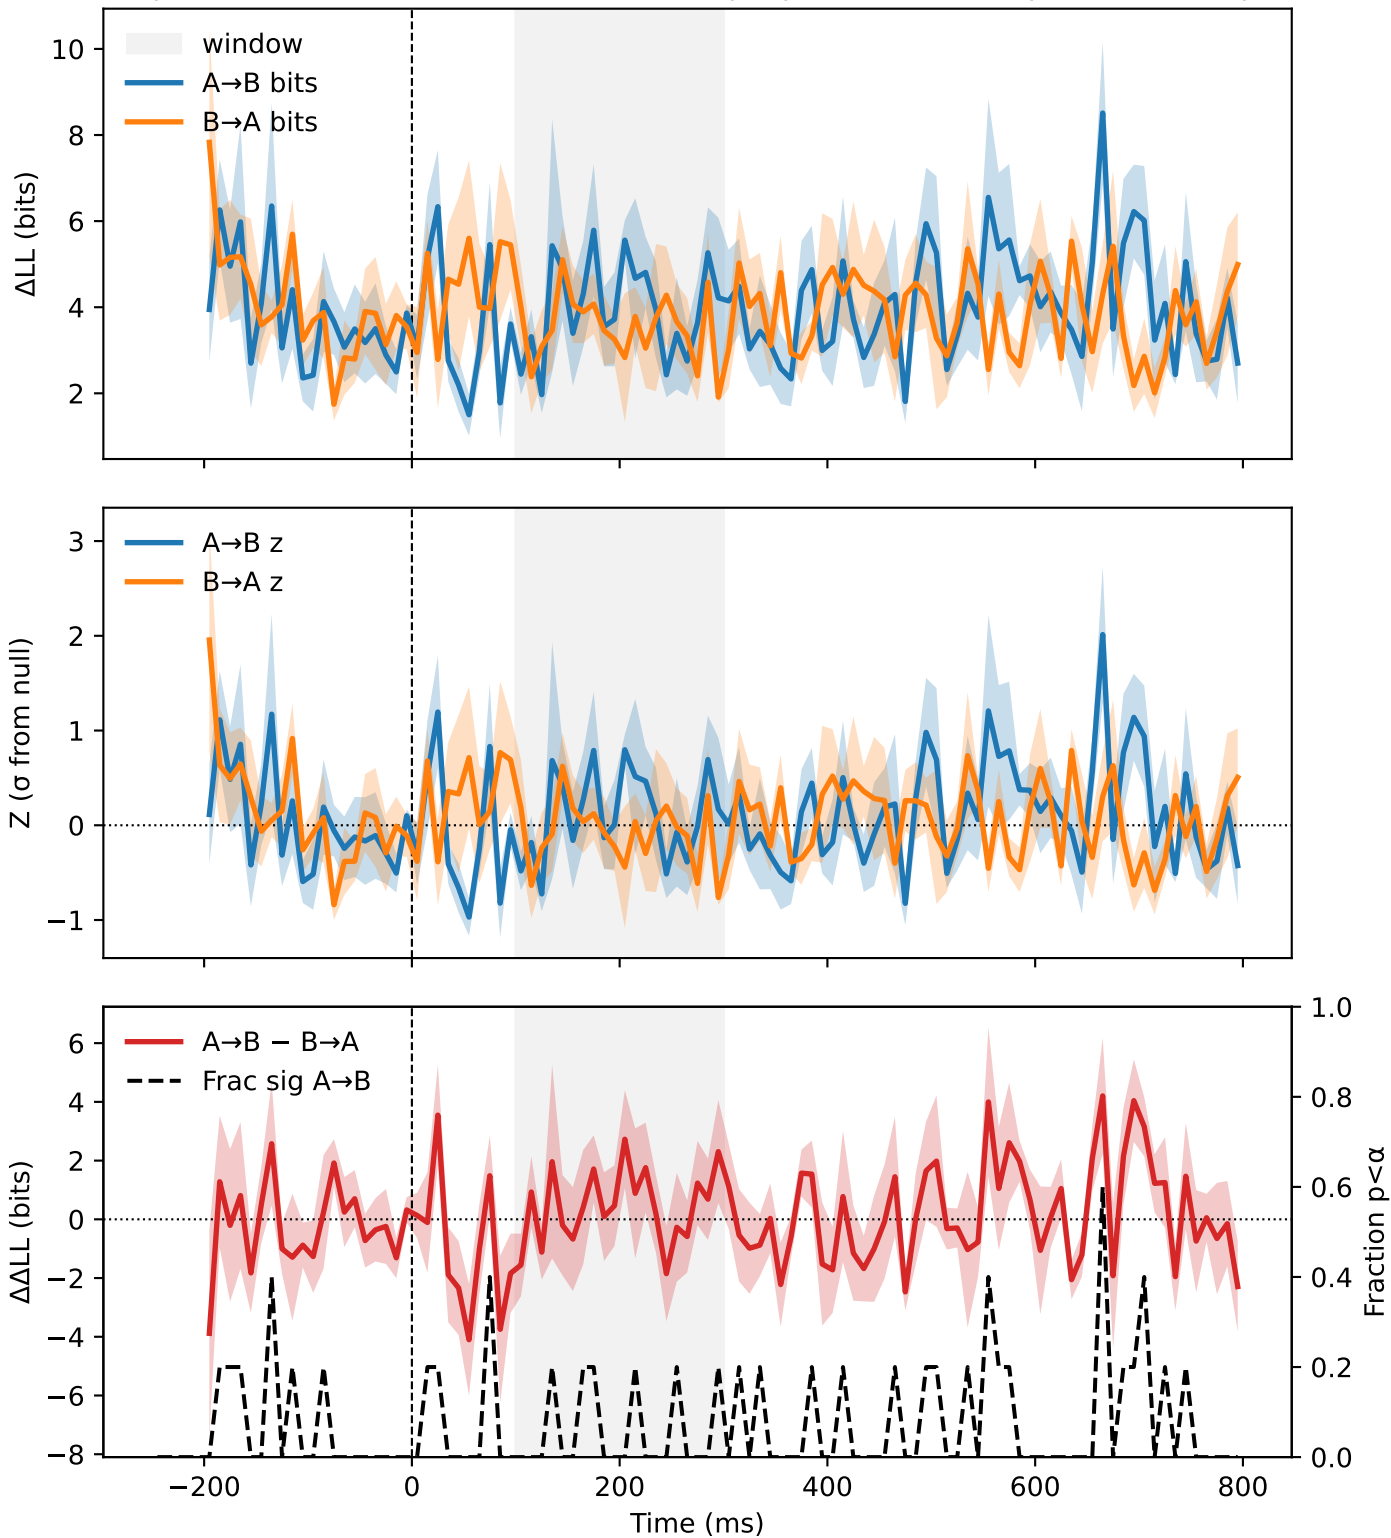 10
8
6
4
2
ΔLL (bits)
window
A→B bits
B→A bits
3
2
1
0
−1
Z (σ from null)
A→B z
B→A z
6
4
2
0
−2
−4
−6
−8
ΔΔLL (bits)
A→B − B→A
Frac sig A→B
1.0
0.8
0.6
0.4
0.2
0.0
Fraction p<α
−200
0
200
400
600
800
Time (ms)